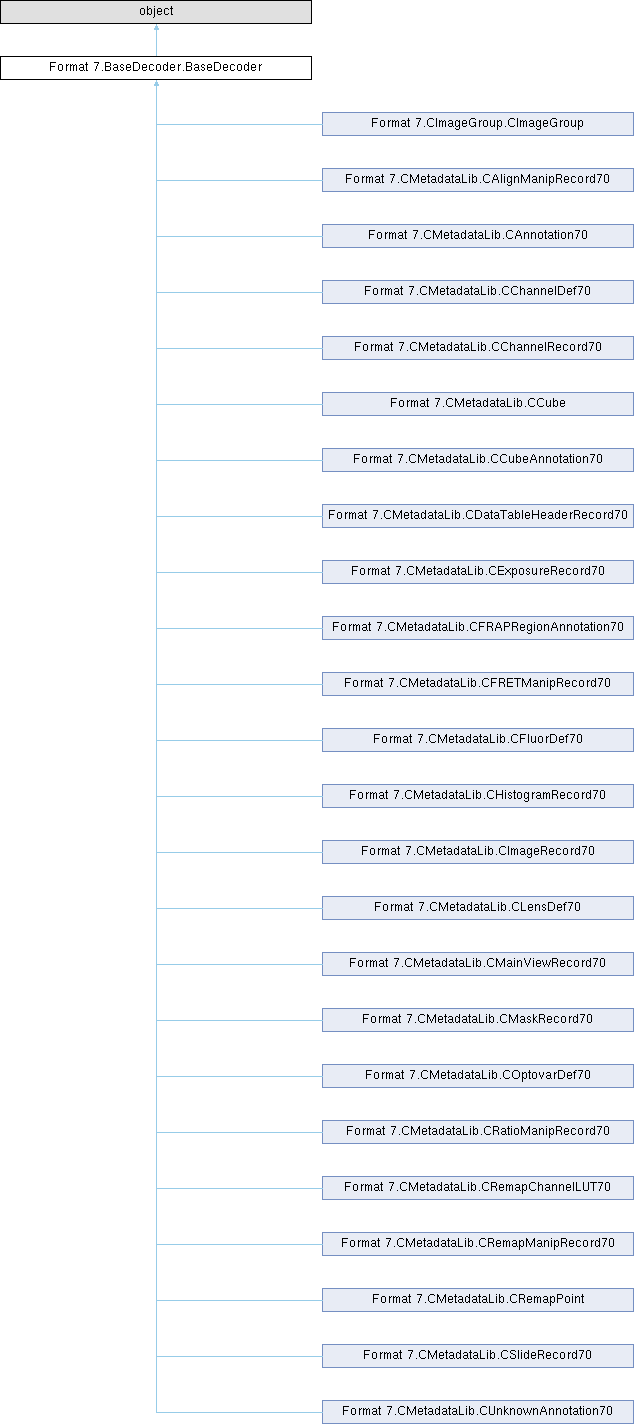 object
Format 7.BaseDecoder.BaseDecoder
Format 7.CImageGroup.CImageGroup
Format 7.CMetadataLib.CAlignManipRecord70
Format 7.CMetadataLib.CAnnotation70
Format 7.CMetadataLib.CChannelDef70
Format 7.CMetadataLib.CChannelRecord70
Format 7.CMetadataLib.CCube
Format 7.CMetadataLib.CCubeAnnotation70
Format 7.CMetadataLib.CDataTableHeaderRecord70
Format 7.CMetadataLib.CExposureRecord70
Format 7.CMetadataLib.CFRAPRegionAnnotation70
Format 7.CMetadataLib.CFRETManipRecord70
Format 7.CMetadataLib.CFluorDef70
Format 7.CMetadataLib.CHistogramRecord70
Format 7.CMetadataLib.CImageRecord70
Format 7.CMetadataLib.CLensDef70
Format 7.CMetadataLib.CMainViewRecord70
Format 7.CMetadataLib.CMaskRecord70
Format 7.CMetadataLib.COptovarDef70
Format 7.CMetadataLib.CRatioManipRecord70
Format 7.CMetadataLib.CRemapChannelLUT70
Format 7.CMetadataLib.CRemapManipRecord70
Format 7.CMetadataLib.CRemapPoint
Format 7.CMetadataLib.CSlideRecord70
Format 7.CMetadataLib.CUnknownAnnotation70